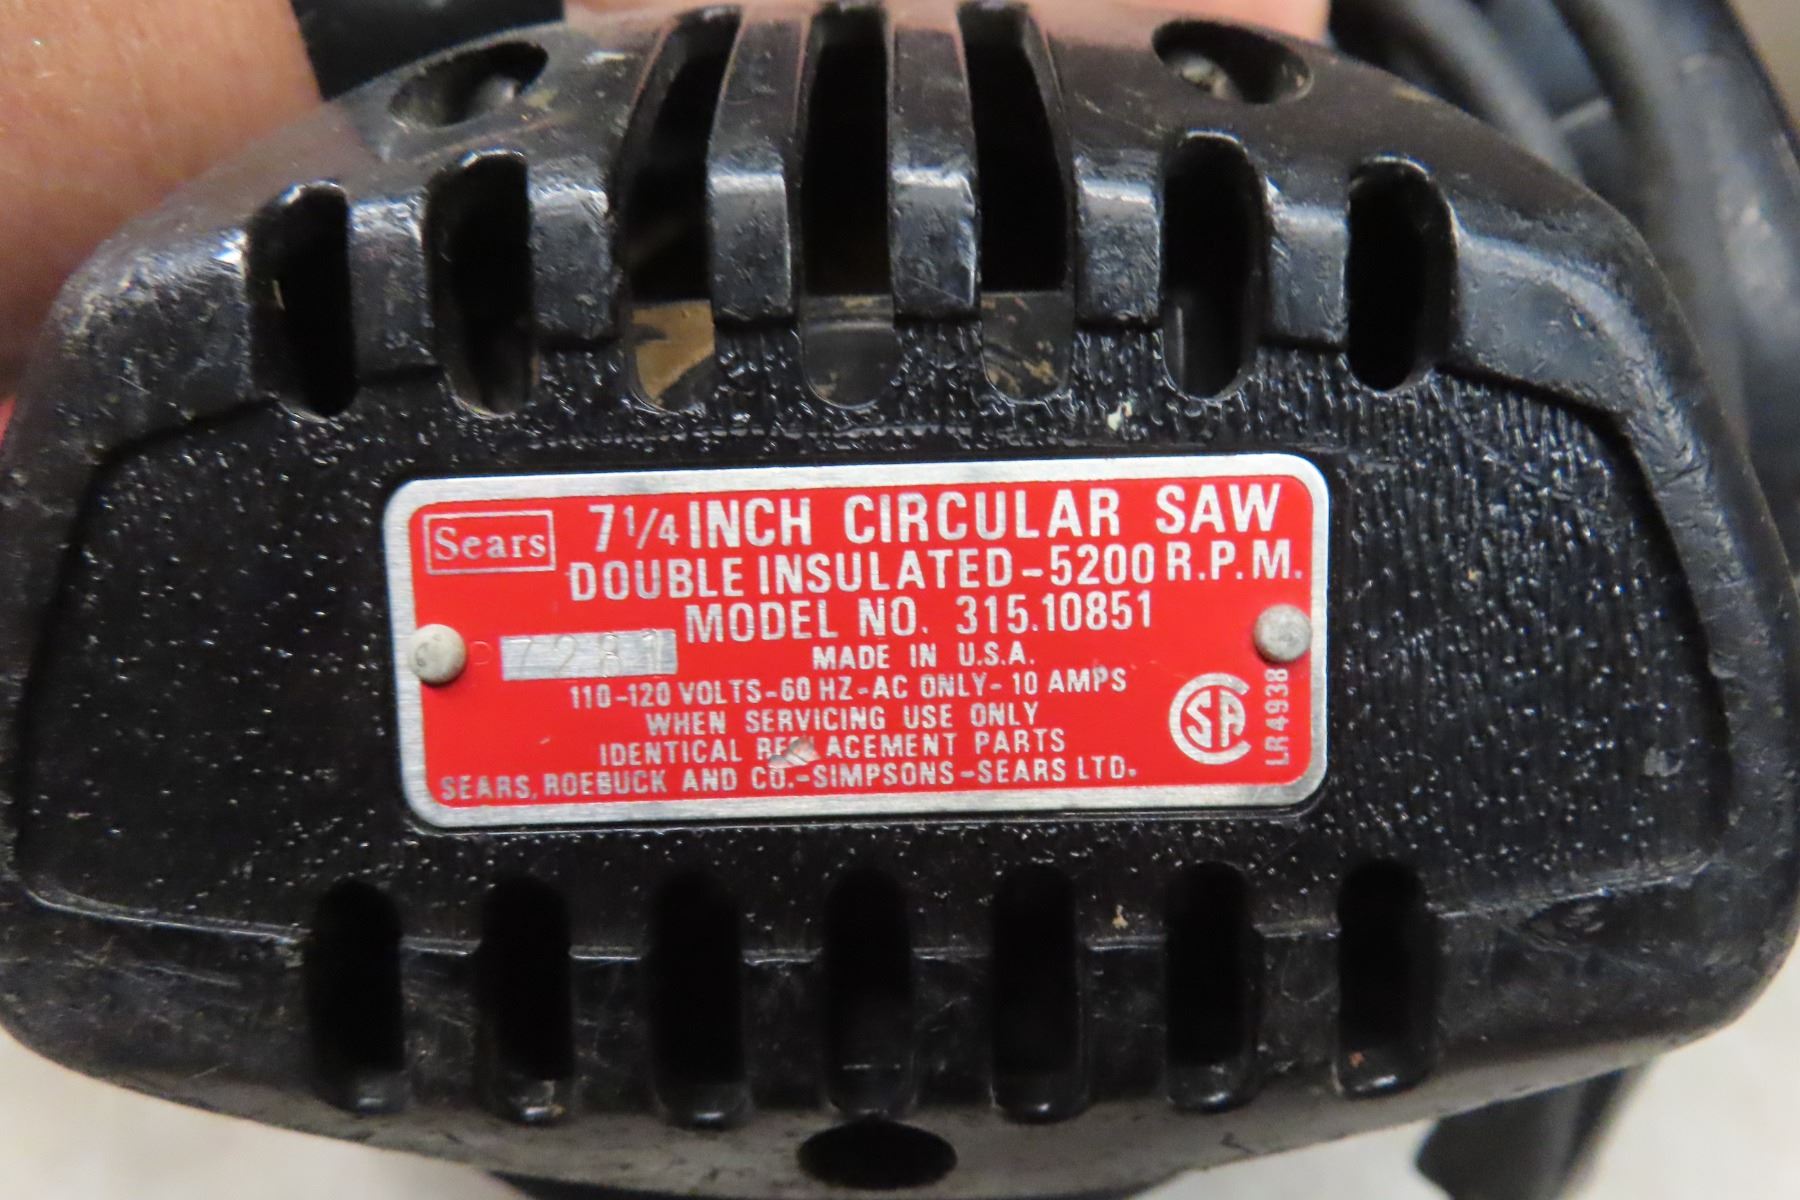 Sears
7 1/4 INCH CIRCULAR SAW
DOUBLE INSULATED-5200 R.P.M.
MODEL NO. 315.10851
7281
MADE IN U.S.A.
110-120 VOLTS-60 HZ-AC ONLY-10 AMPS
WHEN SERVICING USE ONLY
IDENTICAL REPLACEMENT PARTS
SEARS, ROEBUCK AND CO.-SIMPSONS-SEARS LTD.
SA
LR4938